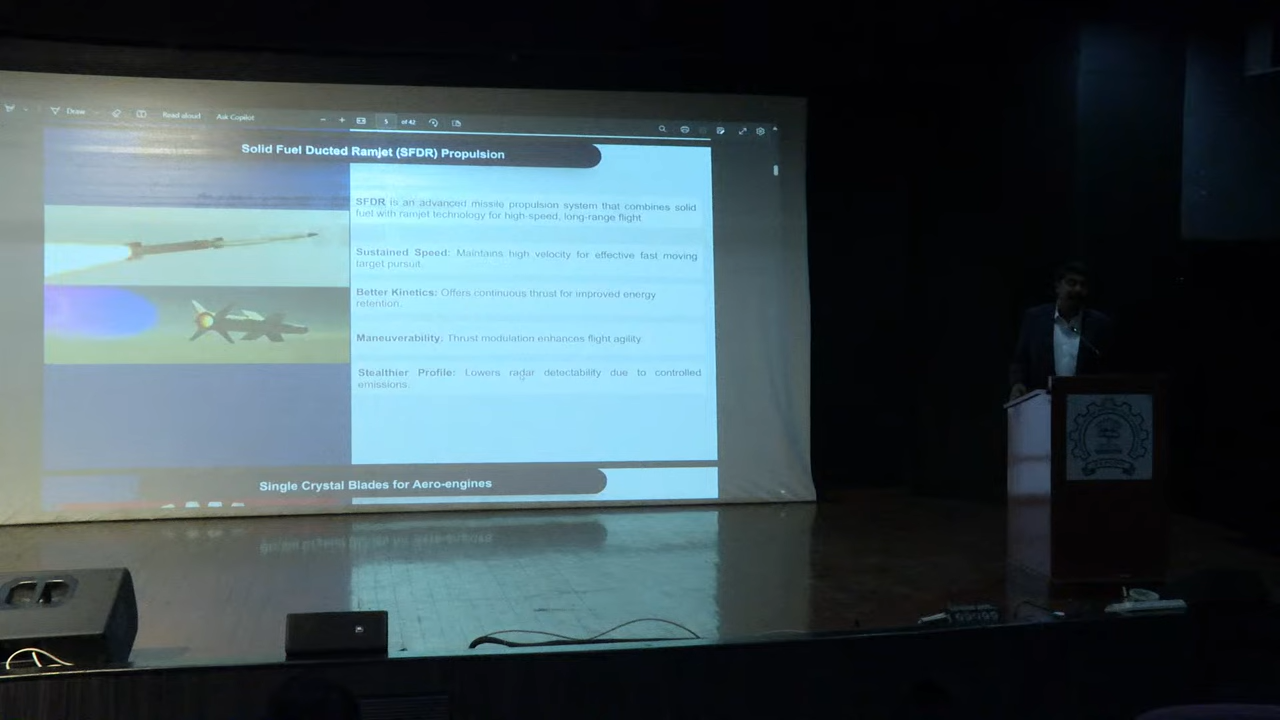 Draw Read aloud Ask Copilot 5 of 42
Solid Fuel Ducted Ramjet (SFDR) Propulsion
SFDR is an advanced missile propulsion system that combines solid
fuel with ramjet technology for high-speed, long-range flight
Sustained Speed: Maintains high velocity for effective fast moving
target pursuit.
Better Kinetics: Offers continuous thrust for improved energy
retention.
Maneuverability: Thrust modulation enhances flight agility
Stealthier Profile: Lowers radar detectability due to controlled
emissions.
Single Crystal Blades for Aero-engines